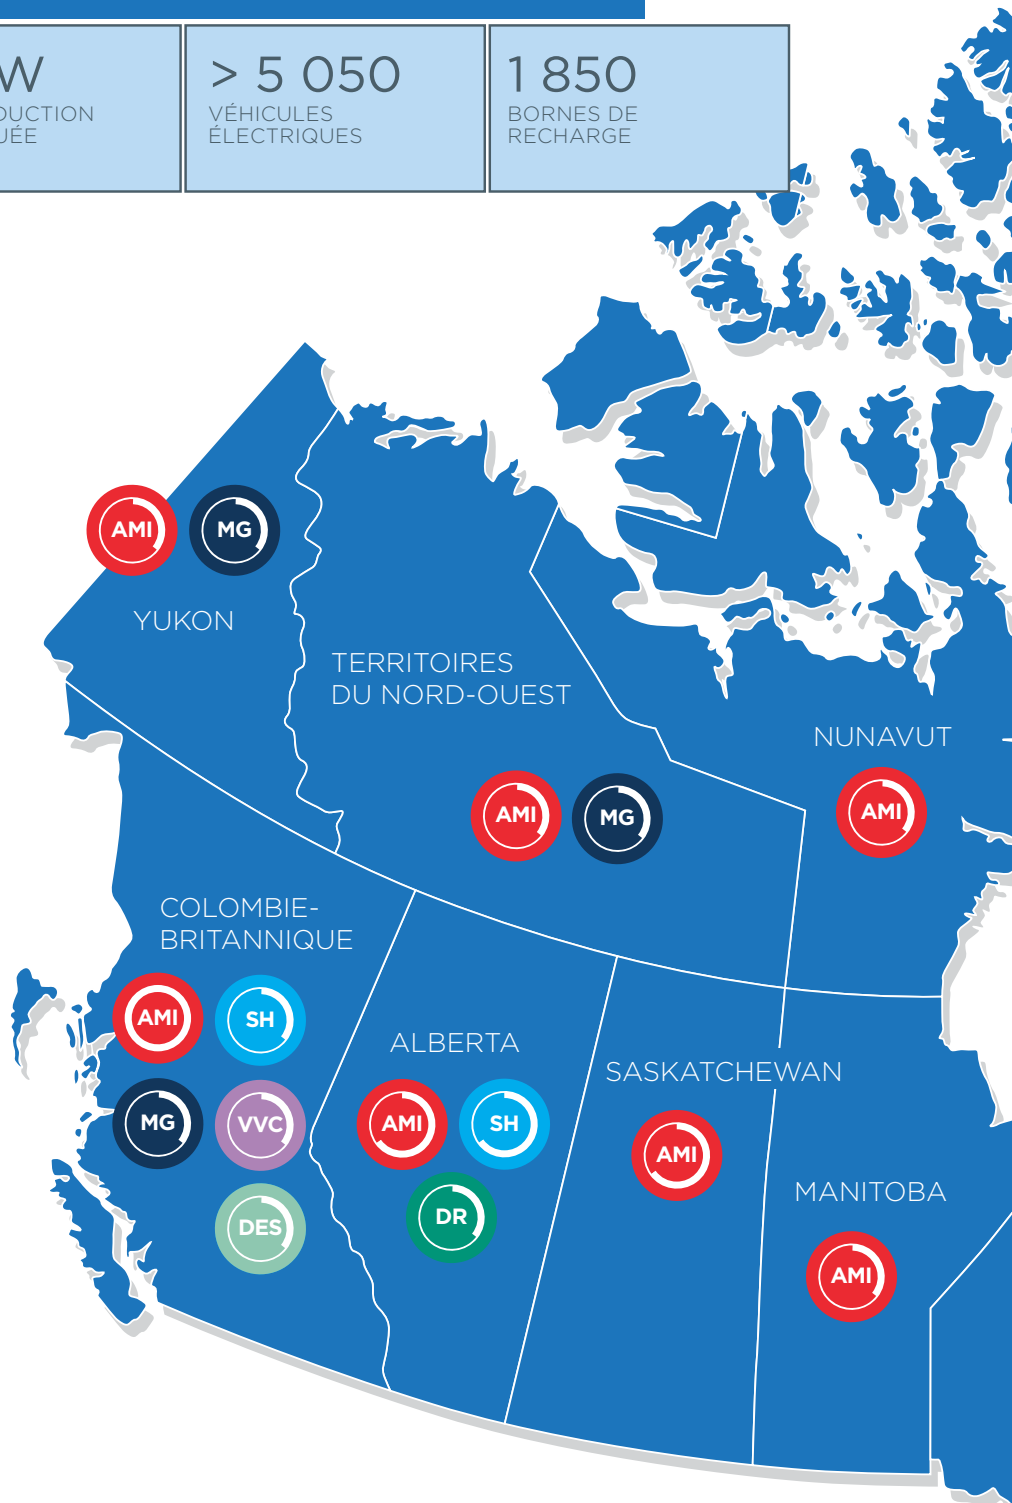 W
DUCTION
UÉE
> 5 050
VÉHICULES
ÉLECTRIQUES
1 850
BORNES DE
RECHARGE
AMI
MG
YUKON
TERRITOIRES
DU NORD-OUEST
AMI
MG
NUNAVUT
AMI
COLOMBIE-
BRITANNIQUE
AMI
SH
MG
VVC
DES
ALBERTA
AMI
SH
DR
SASKATCHEWAN
AMI
MANITOBA
AMI